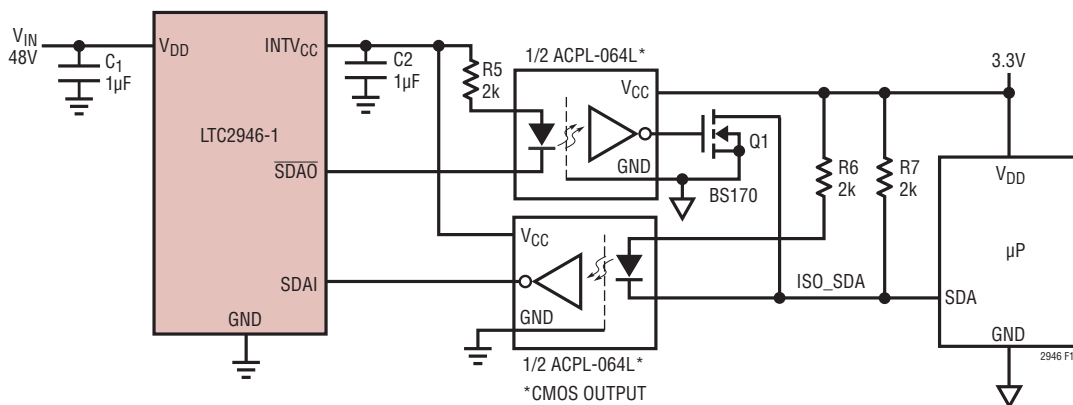 VIN
48V
C1
1µF
VDD
INTVCC
LTC2946-1
SDAO
SDAI
GND
C2
1µF
R5
2k
1/2 ACPL-064L*
VCC
GND
Q1
BS170
R6
2k
R7
2k
3.3V
VDD
µP
SDA
GND
ISO_SDA
VCC
GND
1/2 ACPL-064L*
*CMOS OUTPUT